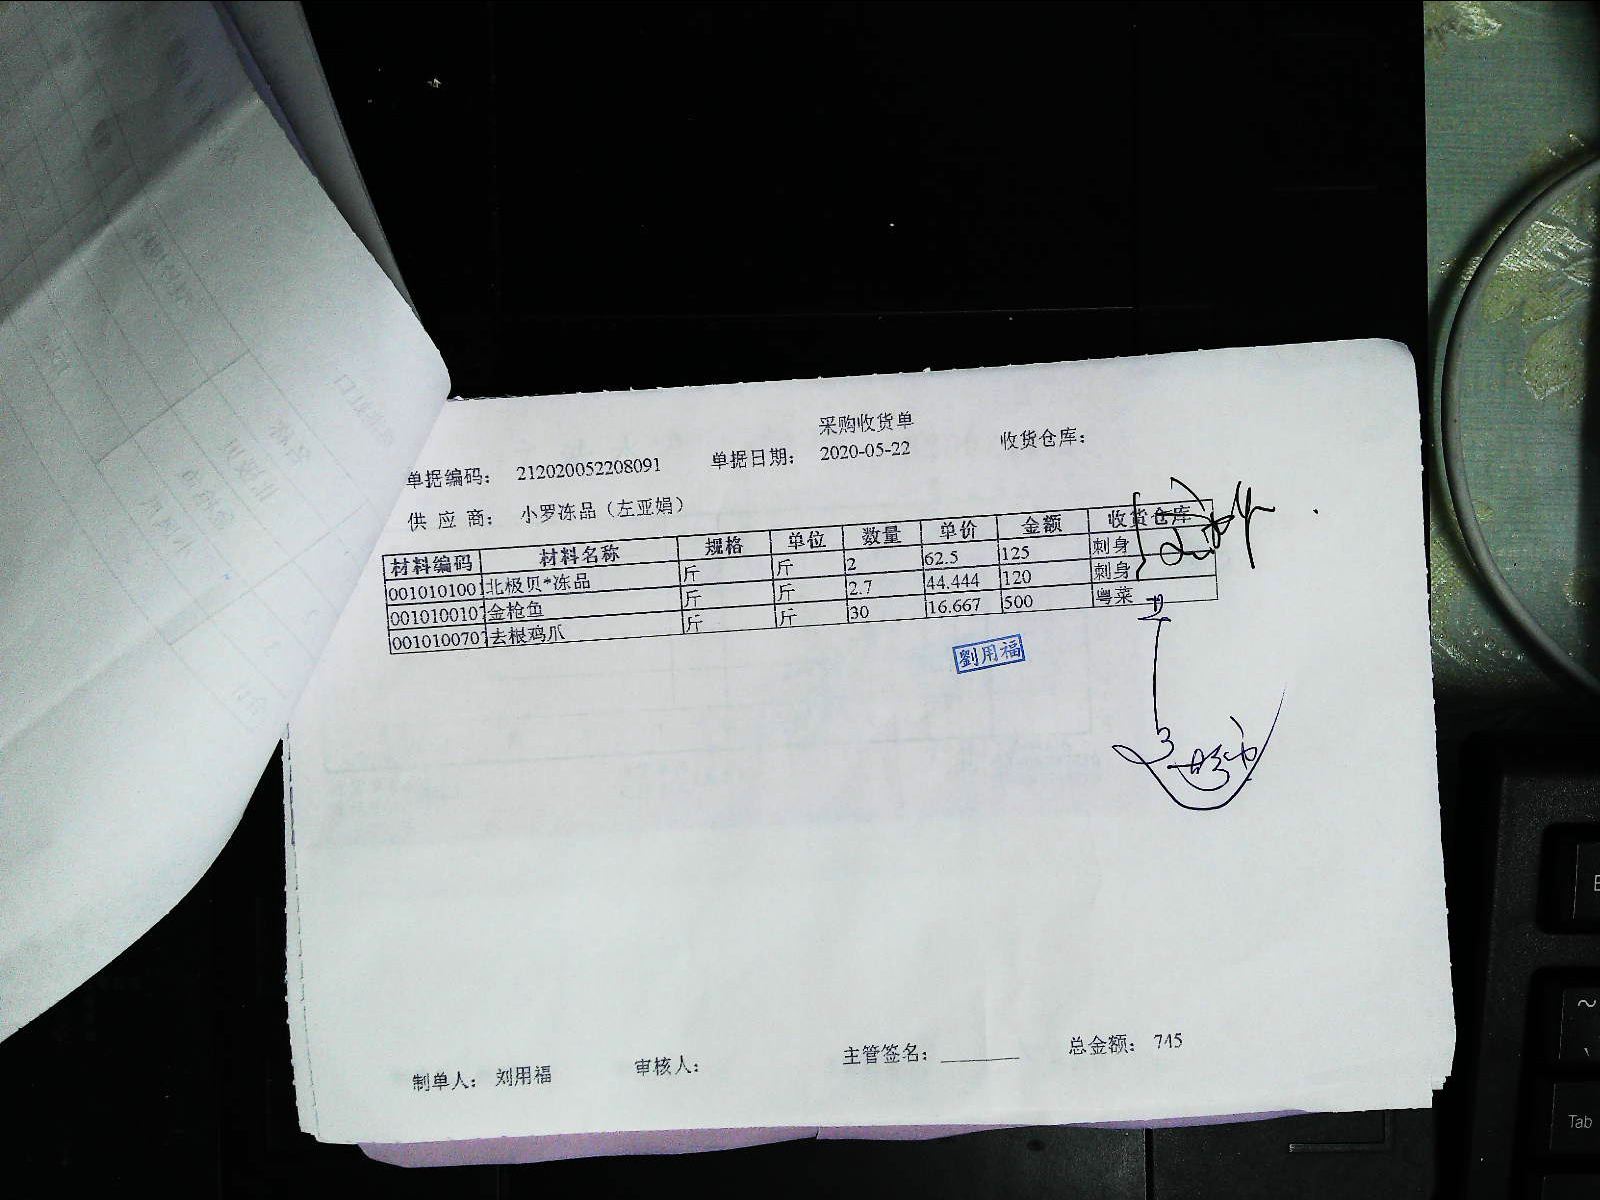 采购收货单
单据编码： 212020052208091 单据日期： 2020-05-22 收货仓库：
供 应 商： 小罗冻品（左亚娟）
材料编码 材料名称 规格 单位 数量 单价 金额 收货仓库
0010101001 北极贝*冻品 斤 斤 2 62.5 125 刺身
0010100107 金枪鱼 斤 斤 2.7 44.444 120 刺身
0010100707 去根鸡爪 斤 斤 30 16.667 500 粤菜
劉用福
制单人： 刘用福 审核人： 主管签名： 总金额： 745
Tab